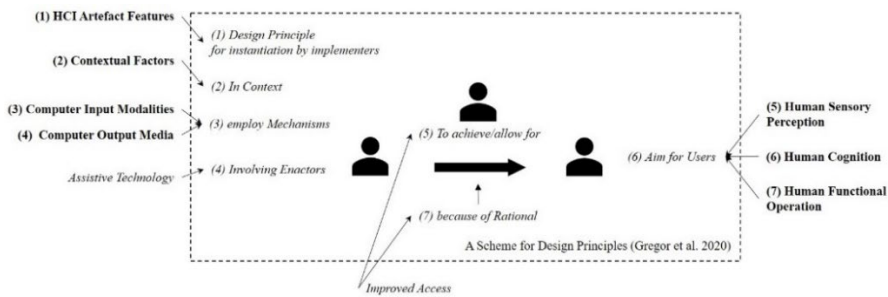 (1) HCI Artefact Features
(1) Design Principle
for instantiation by implementers
(2) Contextual Factors
(2) In Context
(3) Computer Input Modalities
(4) Computer Output Media
(3) employ Mechanisms
Assistive Technology
(4) Involving Enactors
(5) To achieve/allow for
(7) because of Rational
(6) Aim for Users
(5) Human Sensory
Perception
(6) Human Cognition
(7) Human Functional
Operation
A Scheme for Design Principles (Gregor et al. 2020)
Improved Access